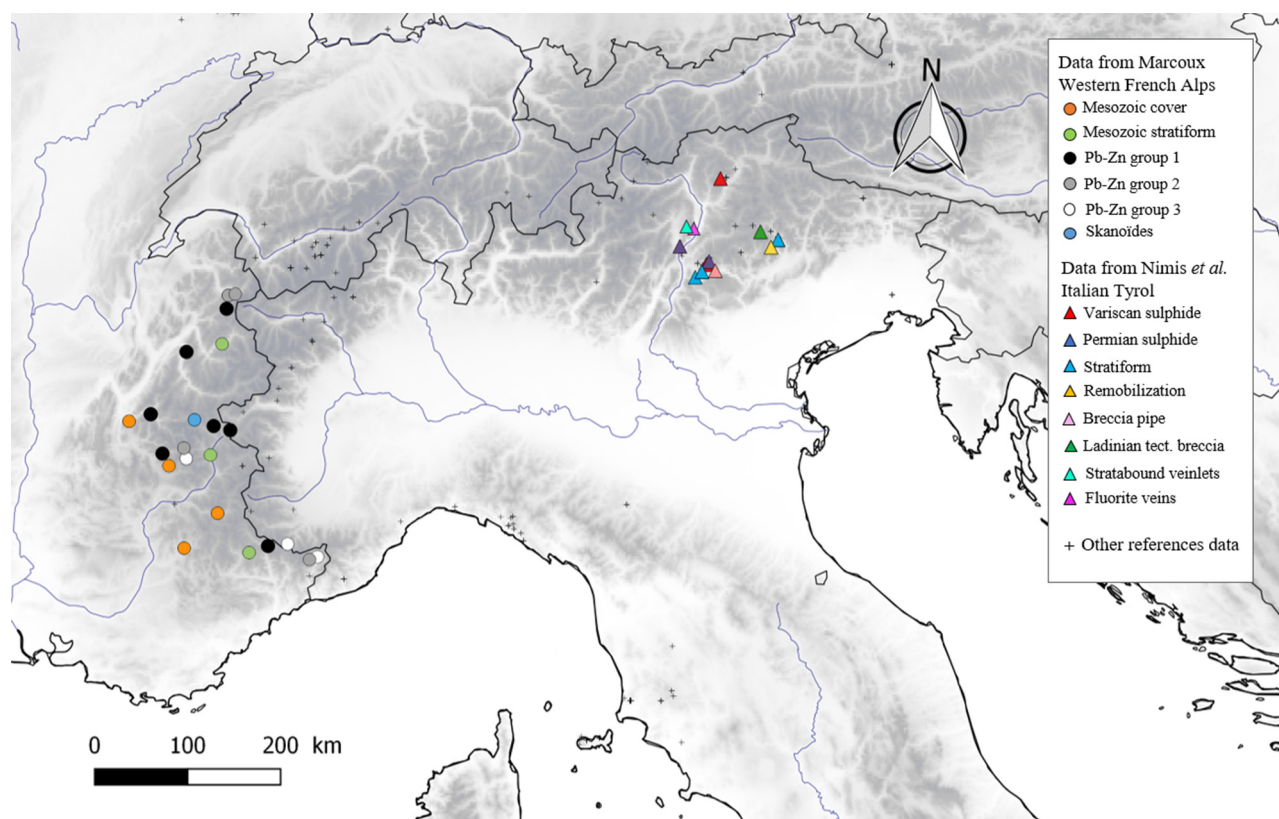 N
Data from Marcoux
Western French Alps
Mesozoic cover
Mesozoic stratiform
Pb-Zn group 1
Pb-Zn group 2
Pb-Zn group 3
Skanoïdes
Data from Nimis et al.
Italian Tyrol
Variscan sulphide
Permian sulphide
Stratiform
Remobilization
Breccia pipe
Ladinian tect. breccia
Stratabound veinlets
Fluorite veins
+ Other references data
0 100 200 km